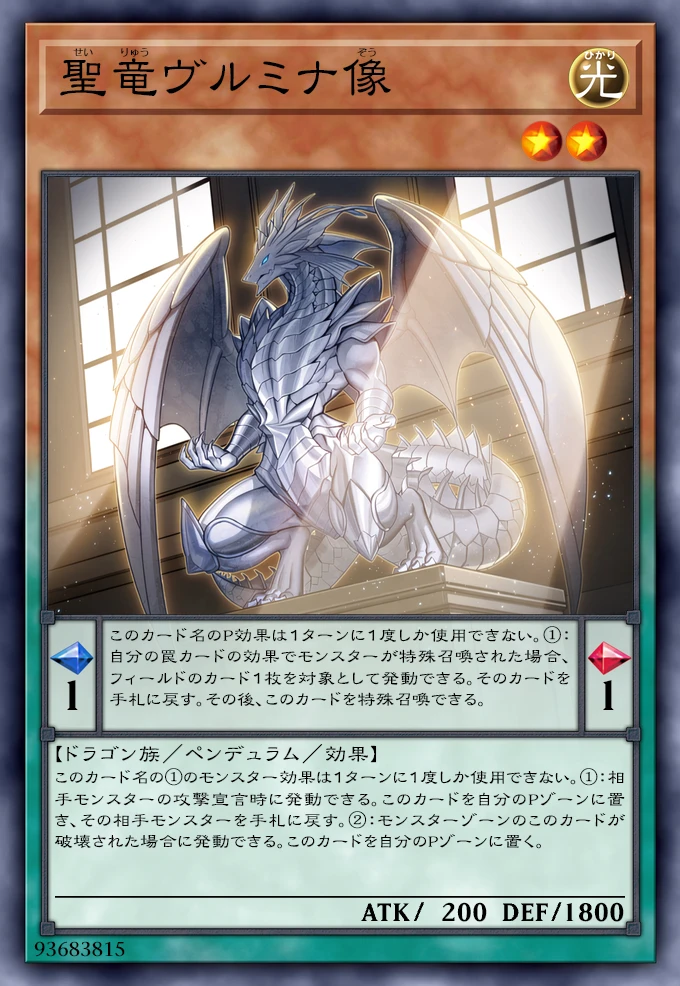 せい りゅう ぞう
聖竜ヴルミナ像
ひかり
光
このカード名のP効果は1ターンに1度しか使用できない。①：
自分の罠カードの効果でモンスターが特殊召喚された場合、
フィールドのカード1枚を対象として発動できる。そのカードを
手札に戻す。その後、このカードを特殊召喚できる。
1
1
【ドラゴン族／ペンデュラム／効果】
このカード名の①のモンスター効果は1ターンに1度しか使用できない。①：相
手モンスターの攻撃宣言時に発動できる。このカードを自分のPゾーンに置
き、その相手モンスターを手札に戻す。②：モンスターゾーンのこのカードが
破壊された場合に発動できる。このカードを自分のPゾーンに置く。
ATK/ 200 DEF/1800
93683815